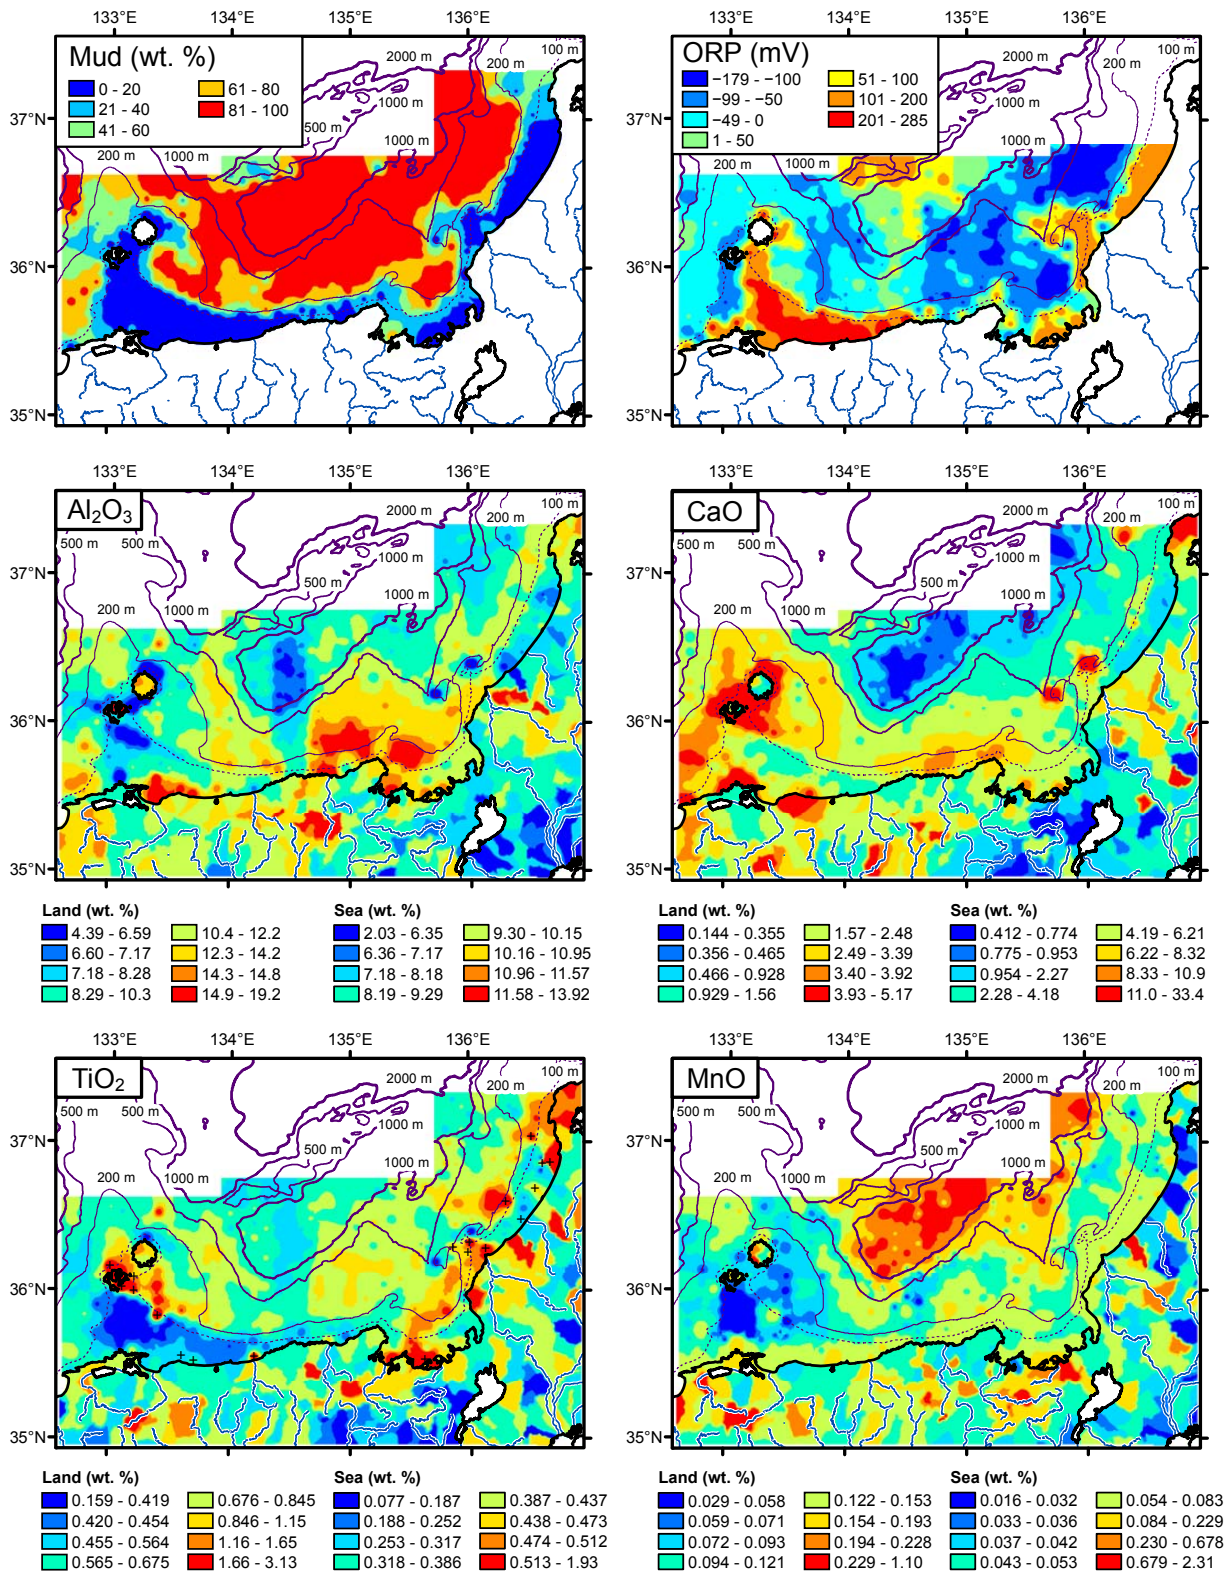 133°E 134°E 135°E 136°E
133°E 134°E 135°E 136°E
Mud (wt. %)
0 - 20
21 - 40
41 - 60
61 - 80
81 - 100
2000 m
100 m
200 m
1000 m
500 m
1000 m
200 m
1000 m
37°N
36°N
35°N
ORP (mV)
−179 - −100
−99 - −50
−49 - 0
1 - 50
51 - 100
101 - 200
201 - 285
2000 m
100 m
200 m
1000 m
500 m
1000 m
200 m
1000 m
37°N
36°N
35°N
133°E 134°E 135°E 136°E
133°E 134°E 135°E 136°E
Al₂O₃
500 m
500 m
2000 m
100 m
200 m
1000 m
500 m
1000 m
200 m
1000 m
37°N
36°N
35°N
CaO
500 m
500 m
2000 m
100 m
200 m
1000 m
500 m
1000 m
200 m
1000 m
37°N
36°N
35°N
Land (wt. %)
4.39 - 6.59
6.60 - 7.17
7.18 - 8.28
8.29 - 10.3
10.4 - 12.2
12.3 - 14.2
14.3 - 14.8
14.9 - 19.2
Sea (wt. %)
2.03 - 6.35
6.36 - 7.17
7.18 - 8.18
8.19 - 9.29
9.30 - 10.15
10.16 - 10.95
10.96 - 11.57
11.58 - 13.92
Land (wt. %)
0.144 - 0.355
0.356 - 0.465
0.466 - 0.928
0.929 - 1.56
1.57 - 2.48
2.49 - 3.39
3.40 - 3.92
3.93 - 5.17
Sea (wt. %)
0.412 - 0.774
0.775 - 0.953
0.954 - 2.27
2.28 - 4.18
4.19 - 6.21
6.22 - 8.32
8.33 - 10.9
11.0 - 33.4
133°E 134°E 135°E 136°E
133°E 134°E 135°E 136°E
TiO₂
500 m
500 m
2000 m
100 m
200 m
1000 m
500 m
1000 m
200 m
1000 m
37°N
36°N
35°N
MnO
500 m
500 m
2000 m
100 m
200 m
1000 m
500 m
1000 m
200 m
1000 m
37°N
36°N
35°N
Land (wt. %)
0.159 - 0.419
0.420 - 0.454
0.455 - 0.564
0.565 - 0.675
0.676 - 0.845
0.846 - 1.15
1.16 - 1.65
1.66 - 3.13
Sea (wt. %)
0.077 - 0.187
0.188 - 0.252
0.253 - 0.317
0.318 - 0.386
0.387 - 0.437
0.438 - 0.473
0.474 - 0.512
0.513 - 1.93
Land (wt. %)
0.029 - 0.058
0.059 - 0.071
0.072 - 0.093
0.094 - 0.121
0.122 - 0.153
0.154 - 0.193
0.194 - 0.228
0.229 - 1.10
Sea (wt. %)
0.016 - 0.032
0.033 - 0.036
0.037 - 0.042
0.043 - 0.053
0.054 - 0.083
0.084 - 0.229
0.230 - 0.678
0.679 - 2.31